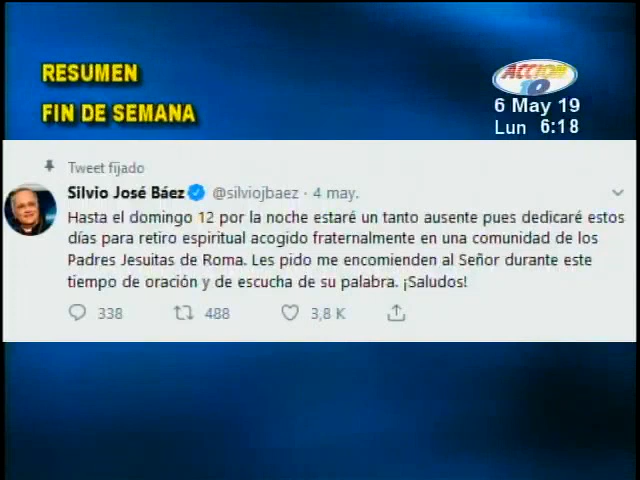 RESUMEN
FIN DE SEMANA
ACCION
10
6 May 19
Lun 6:18
Tweet fijado
Silvio José Báez @silviojbaez · 4 may.
Hasta el domingo 12 por la noche estaré un tanto ausente pues dedicaré estos
días para retiro espiritual acogido fraternalmente en una comunidad de los
Padres Jesuitas de Roma. Les pido me encomienden al Señor durante este
tiempo de oración y de escucha de su palabra. ¡Saludos!
338 488 3,8 K